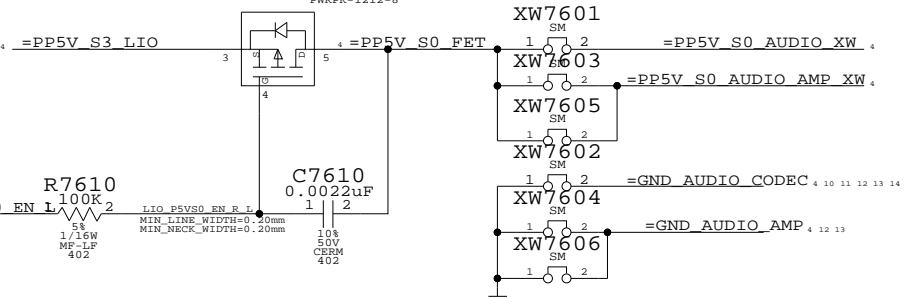 PWRPK-1212-8
XW7601
SM
4 =PP5V_S3_LIO 3 S D 5 4 =PP5V_S0_FET 1 2 =PP5V_S0_AUDIO_XW 4
G
4
XW7603
SM
1 2 =PP5V_S0_AUDIO_AMP_XW 4
XW7605
SM
1 2
XW7602
SM
1 2 =GND_AUDIO_CODEC 4 10 11 12 13 14
XW7604
SM
1 2 =GND_AUDIO_AMP 4 12 13
XW7606
SM
1 2
R7610
100K
EN_L 1 2 LIO_P5VS0_EN_R_L
MIN_LINE_WIDTH=0.20mm
MIN_NECK_WIDTH=0.20mm
5%
1/16W
MF-LF
402
C7610
0.0022uF
1 2
10%
50V
CERM
402